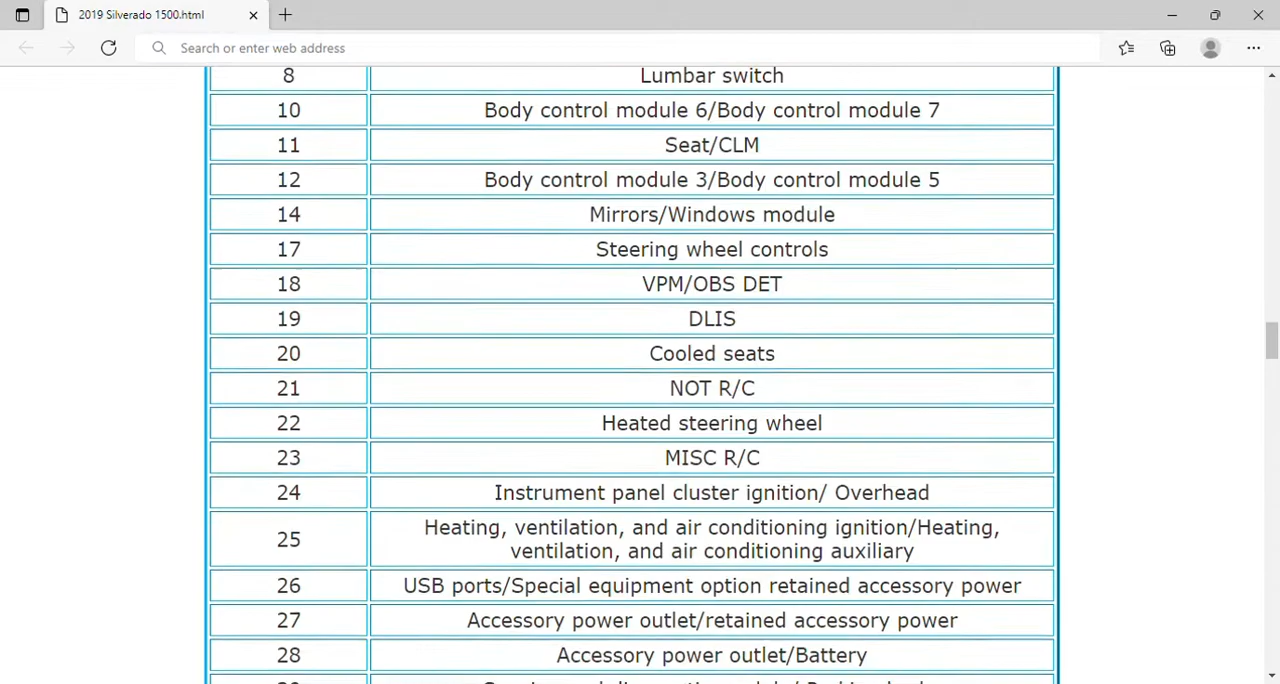 2019 Silverado 1500.html
Search or enter web address
8 Lumbar switch
10 Body control module 6/Body control module 7
11 Seat/CLM
12 Body control module 3/Body control module 5
14 Mirrors/Windows module
17 Steering wheel controls
18 VPM/OBS DET
19 DLIS
20 Cooled seats
21 NOT R/C
22 Heated steering wheel
23 MISC R/C
24 Instrument panel cluster ignition/ Overhead
25 Heating, ventilation, and air conditioning ignition/Heating,
ventilation, and air conditioning auxiliary
26 USB ports/Special equipment option retained accessory power
27 Accessory power outlet/retained accessory power
28 Accessory power outlet/Battery